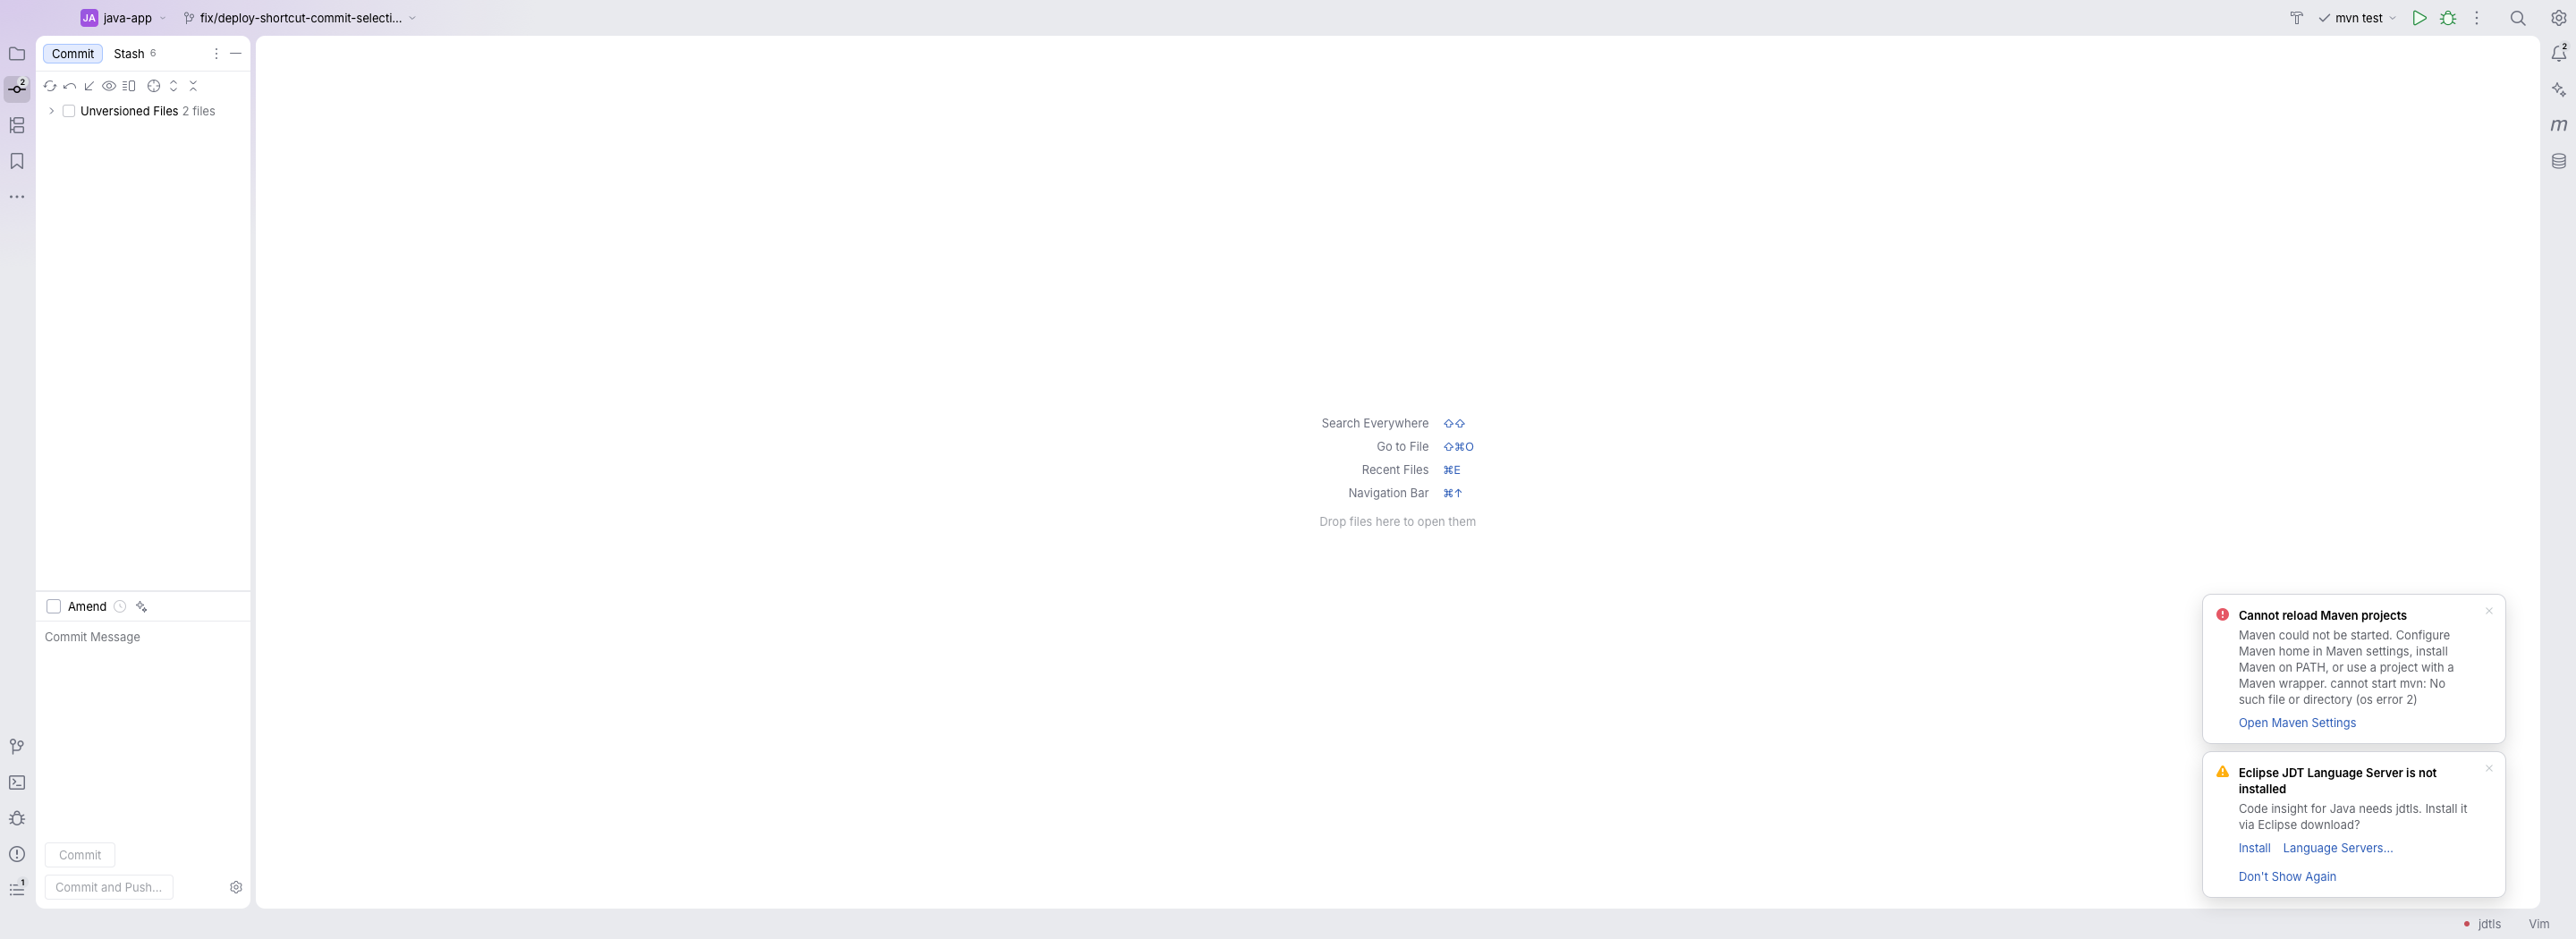 JA java-app fix/deploy-shortcut-commit-selecti... mvn test
Commit Stash 6
2
2
Unversioned Files 2 files
m
Search Everywhere ⇧⇧
Go to File ⇧⌘O
Recent Files ⌘E
Navigation Bar ⌘↑
Drop files here to open them
Amend
Commit Message
Commit
Commit and Push...
1
Cannot reload Maven projects
Maven could not be started. Configure
Maven home in Maven settings, install
Maven on PATH, or use a project with a
Maven wrapper. cannot start mvn: No
such file or directory (os error 2)
Open Maven Settings
Eclipse JDT Language Server is not
installed
Code insight for Java needs jdtls. Install it
via Eclipse download?
Install Language Servers...
Don't Show Again
jdtls Vim